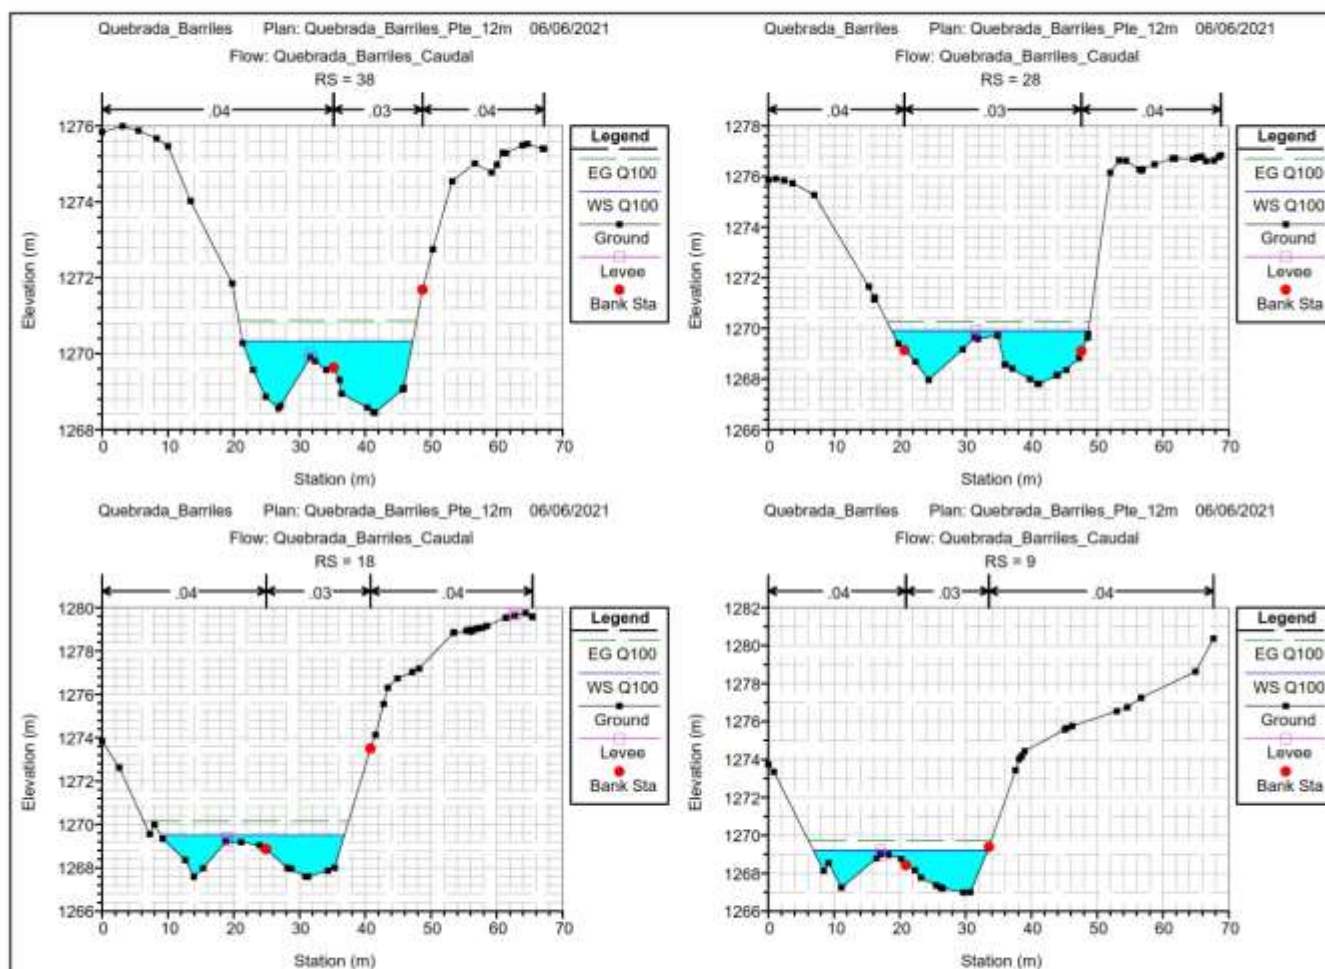 Quebrada_Barriles Plan: Quebrada_Barriles_Pte_12m 06/06/2021
Flow: Quebrada_Barriles_Caudal
RS = 38
.04 .03 .04
1276
1274
1272
1270
1268
Elevation (m)
0 10 20 30 40 50 60 70
Station (m)
Legend
EG Q100
WS Q100
Ground
Levee
Bank Sta
Quebrada_Barriles Plan: Quebrada_Barriles_Pte_12m 06/06/2021
Flow: Quebrada_Barriles_Caudal
RS = 28
.04 .03 .04
1278
1276
1274
1272
1270
1268
1266
Elevation (m)
0 10 20 30 40 50 60 70
Station (m)
Legend
EG Q100
WS Q100
Ground
Levee
Bank Sta
Quebrada_Barriles Plan: Quebrada_Barriles_Pte_12m 06/06/2021
Flow: Quebrada_Barriles_Caudal
RS = 18
.04 .03 .04
1280
1278
1276
1274
1272
1270
1268
1266
Elevation (m)
0 10 20 30 40 50 60 70
Station (m)
Legend
EG Q100
WS Q100
Ground
Levee
Bank Sta
Quebrada_Barriles Plan: Quebrada_Barriles_Pte_12m 06/06/2021
Flow: Quebrada_Barriles_Caudal
RS = 9
.04 .03 .04
1282
1280
1278
1276
1274
1272
1270
1268
1266
Elevation (m)
0 10 20 30 40 50 60 70
Station (m)
Legend
EG Q100
WS Q100
Ground
Levee
Bank Sta